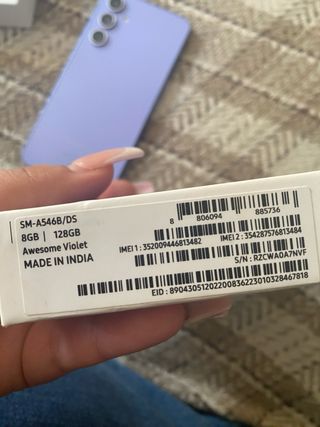 SM-A546B/DS
8GB | 128GB
Awesome Violet
MADE IN INDIA
8 806094 885736
IMEI 1 : 352009446813482
IMEI 2 : 354287576813484
S/N : RZCWA0A7NVF
EID : 89043051202200836223010328467818